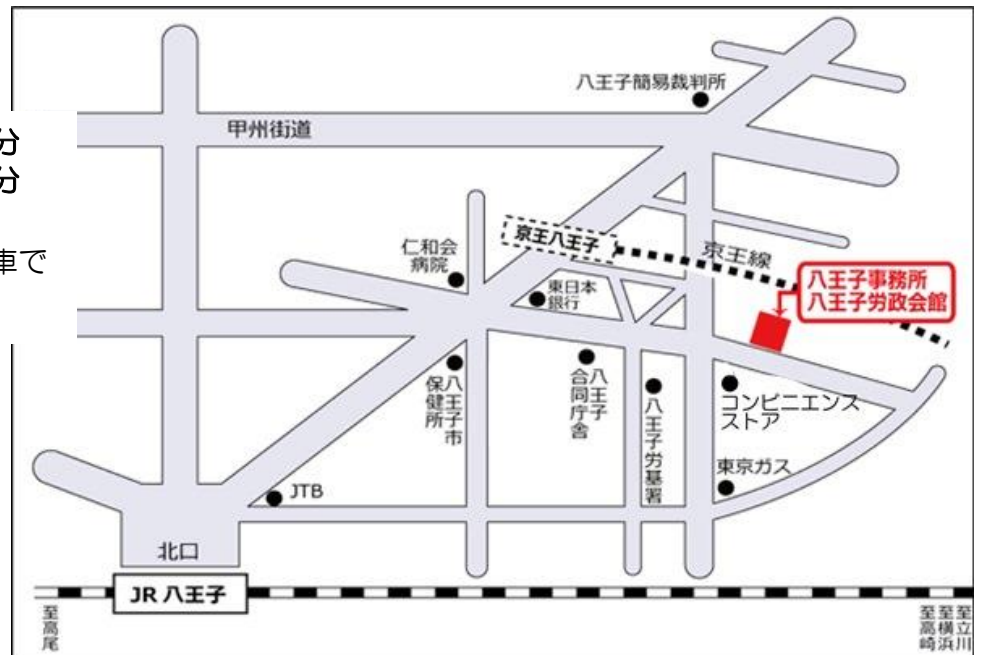 八王子簡易裁判所
甲州街道
分
分
車で
仁和会
病院
京王八王子
京王線
東日本
銀行
八王子事務所
八王子労政会館
八王子市
保健所
八王子
合同庁舎
八王子労基署
コンビニエンス
ストア
東京ガス
JTB
北口
JR 八王子
至高尾
至立川
至横浜
至高崎